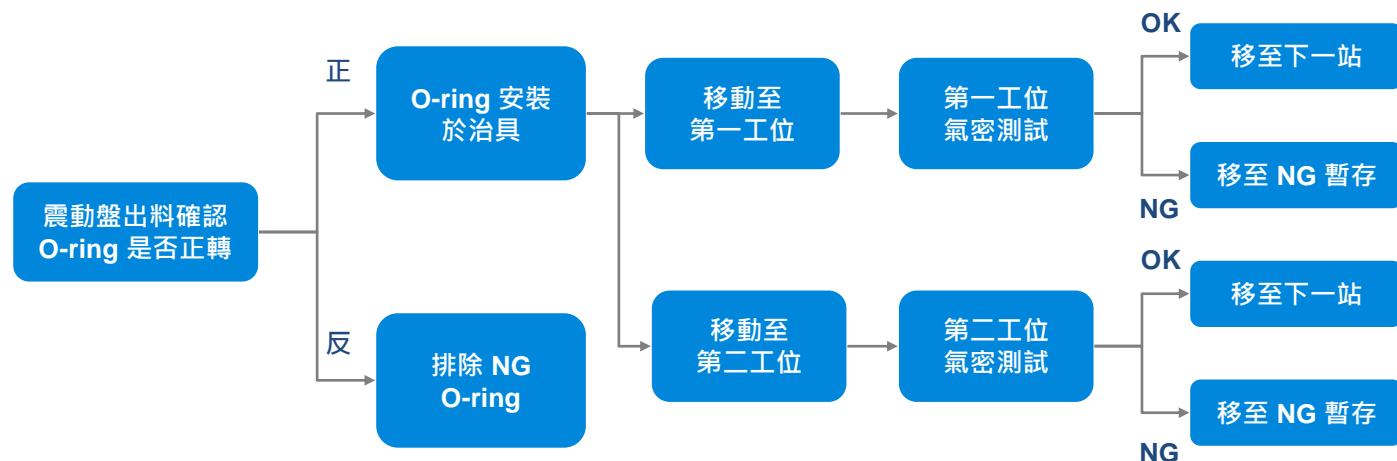 震動盤出料確認
O-ring 是否正轉
正
O-ring 安裝
於治具
反
排除 NG
O-ring
移動至
第一工位
第一工位
氣密測試
OK
移至下一站
NG
移至 NG 暫存
移動至
第二工位
第二工位
氣密測試
OK
移至下一站
NG
移至 NG 暫存